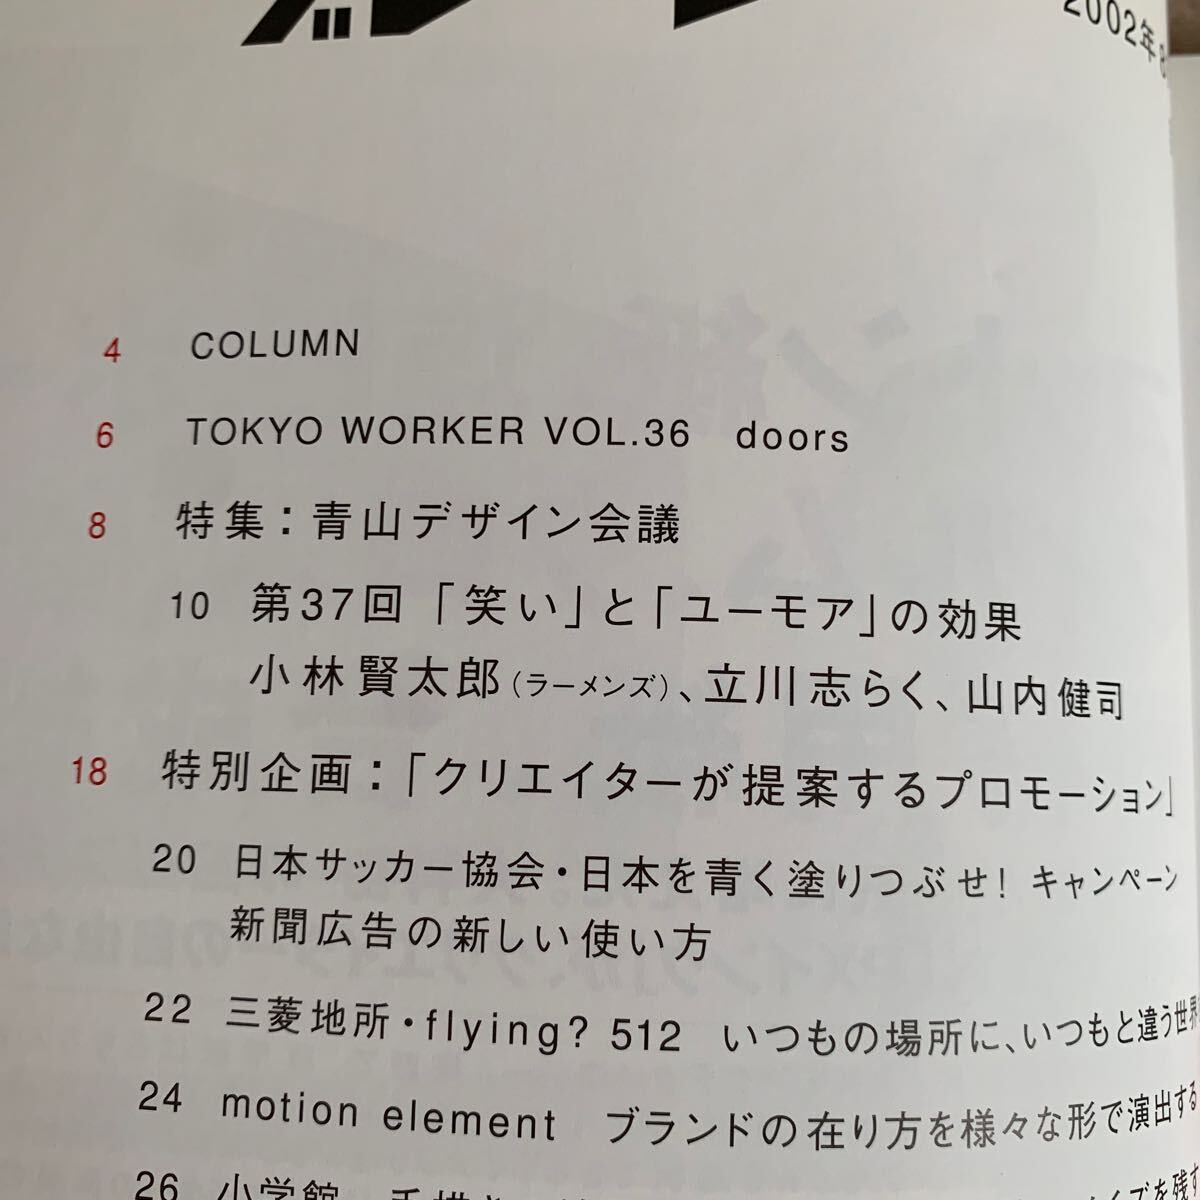 2002年8
4 COLUMN
6 TOKYO WORKER VOL.36 doors
8 特集：青山デザイン会議
10 第37回「笑い」と「ユーモア」の効果
小林賢太郎（ラーメンズ）、立川志らく、山内健司
18 特別企画：「クリエイターが提案するプロモーション」
20 日本サッカー協会・日本を青く塗りつぶせ！ キャンペーン
新聞広告の新しい使い方
22 三菱地所・flying? 512 いつもの場所に、いつもと違う世界
24 motion element ブランドの在り方を様々な形で演出する
26 小学館